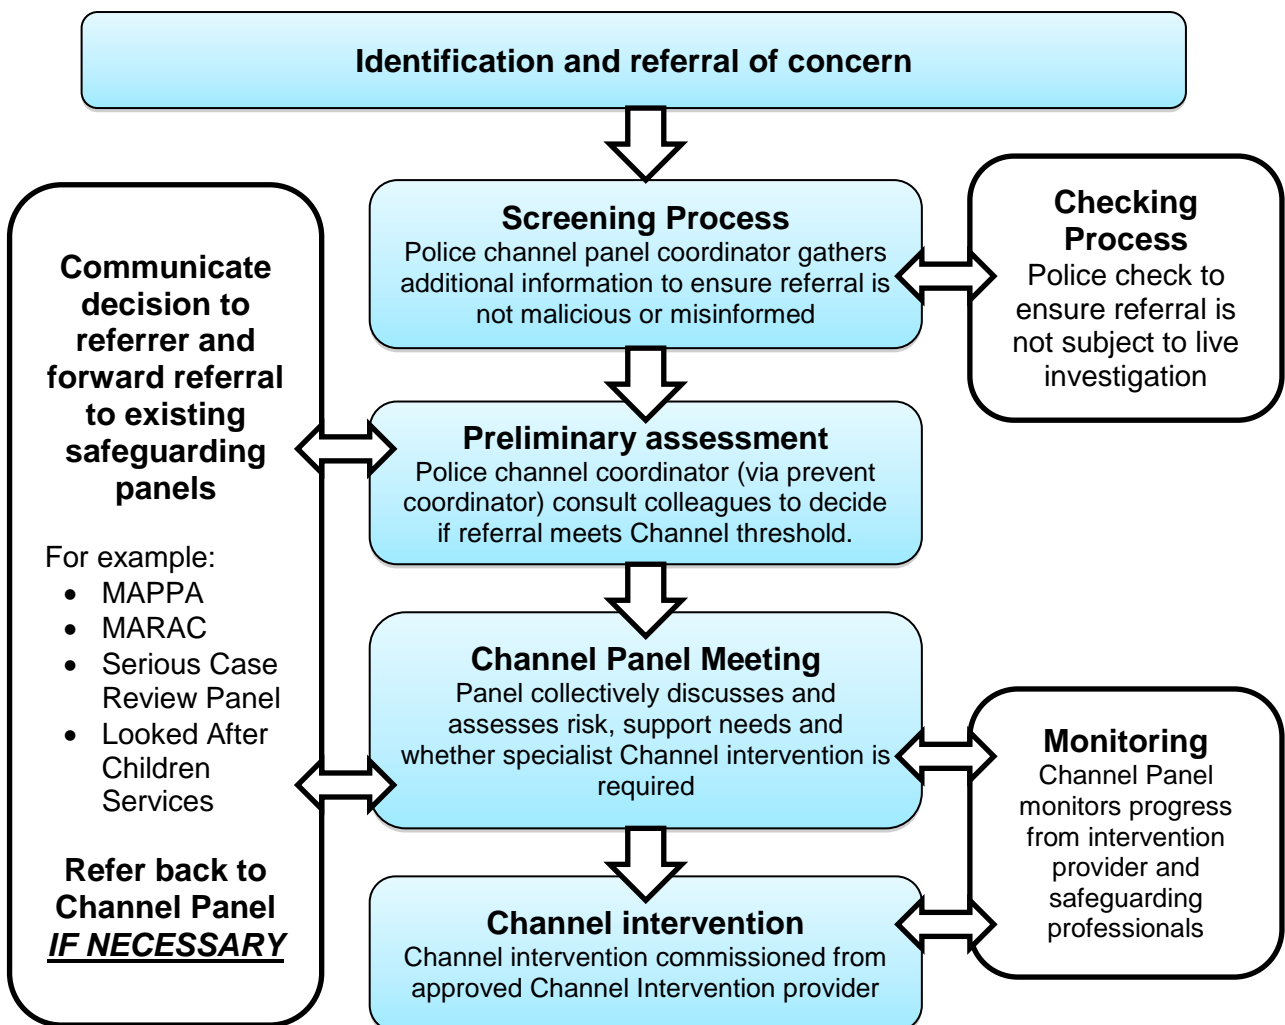 Identification and referral of concern
Screening Process
Police channel panel coordinator gathers
additional information to ensure referral is
not malicious or misinformed
Checking
Process
Police check to
ensure referral is
not subject to live
investigation
Communicate
decision to
referrer and
forward referral
to existing
safeguarding
panels
For example:
• MAPPA
• MARAC
• Serious Case
Review Panel
• Looked After
Children
Services
Refer back to
Channel Panel
IF NECESSARY
Preliminary assessment
Police channel coordinator (via prevent
coordinator) consult colleagues to decide
if referral meets Channel threshold.
Channel Panel Meeting
Panel collectively discusses and
assesses risk, support needs and
whether specialist Channel intervention is
required
Monitoring
Channel Panel
monitors progress
from intervention
provider and
safeguarding
professionals
Channel intervention
Channel intervention commissioned from
approved Channel Intervention provider